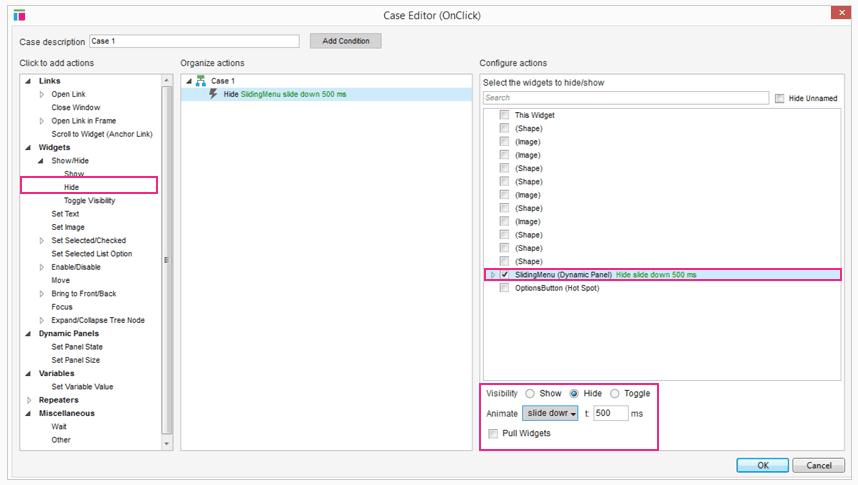 Case Editor (OnClick)
Case description Case 1 Add Condition
Click to add actions
Links
Open Link
Close Window
Open Link in Frame
Scroll to Widget (Anchor Link)
Widgets
Show/Hide
Show
Hide
Toggle Visibility
Set Text
Set Image
Set Selected/Checked
Set Selected List Option
Enable/Disable
Move
Bring to Front/Back
Focus
Expand/Collapse Tree Node
Dynamic Panels
Set Panel State
Set Panel Size
Variables
Set Variable Value
Repeaters
Miscellaneous
Wait
Other
Organize actions
Case 1
Hide SlidingMenu slide down 500 ms
Configure actions
Select the widgets to hide/show
Search Hide Unnamed
This Widget
(Shape)
(Image)
(Image)
(Shape)
(Shape)
(Image)
(Shape)
(Image)
(Shape)
(Shape)
(Shape)
SlidingMenu (Dynamic Panel) Hide slide down 500 ms
OptionsButton (Hot Spot)
Visibility Show Hide Toggle
Animate slide dowr t: 500 ms
Pull Widgets
OK Cancel